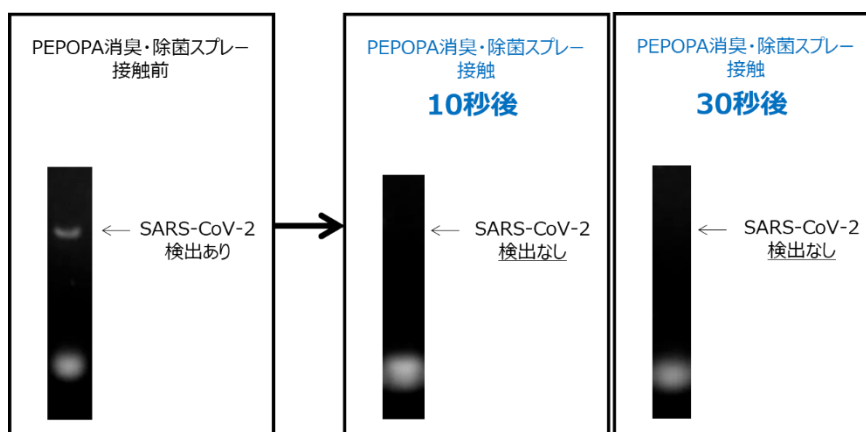 PEPOPA消臭・除菌スプレー
接触前
← SARS-CoV-2
検出あり
PEPOPA消臭・除菌スプレー
接触
10秒後
← SARS-CoV-2
検出なし
PEPOPA消臭・除菌スプレー
接触
30秒後
← SARS-CoV-2
検出なし